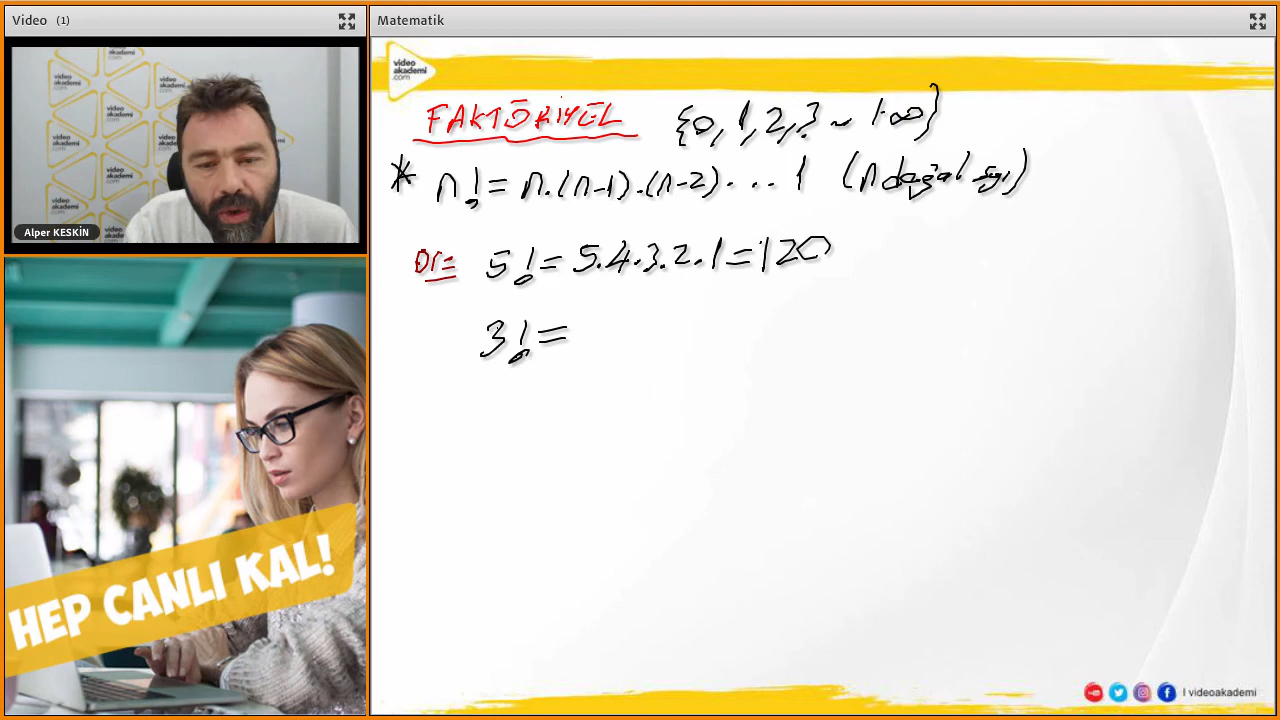 Video (1)
Matematik
video
akademi
.com
Alper KESKİN
FAKTÖRİYEL {0, 1, 2, 3 ~ +∞}
* n! = n.(n-1).(n-2)... 1 (n doğal sayı)
Ör= 5! = 5.4.3.2.1 = 120
3! =
HEP CANLI KAL!
| videoakademi